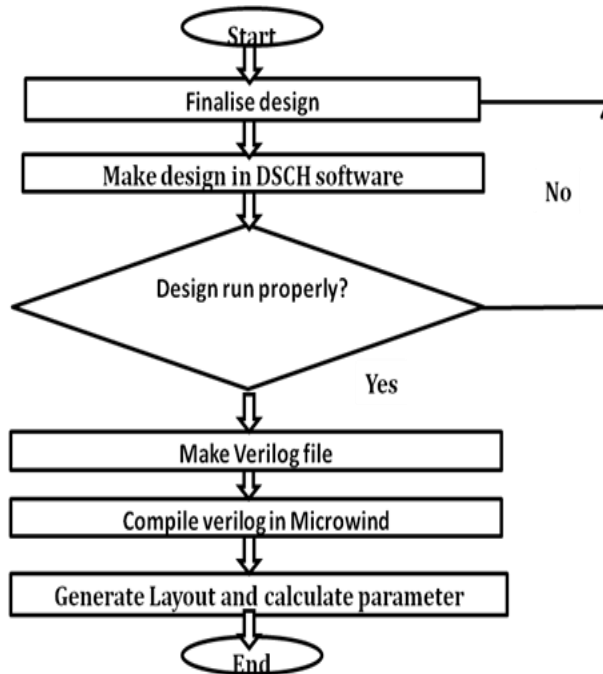 Start
Finalise design
Make design in DSCH software
No
Design run properly?
Yes
Make Verilog file
Compile verilog in Microwind
Generate Layout and calculate parameter
End